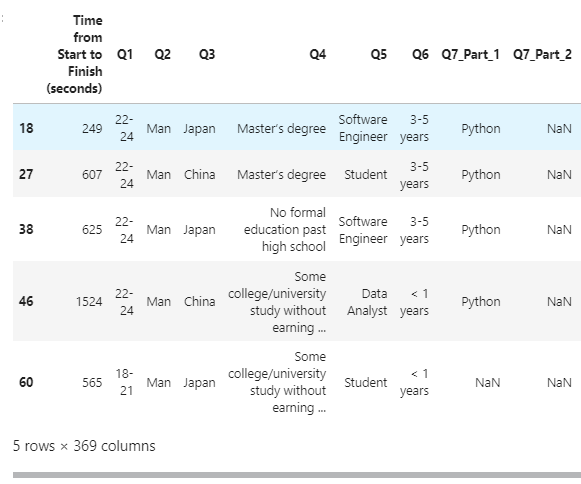 Time
from
Start to Q1 Q2 Q3 Q4 Q5 Q6 Q7_Part_1 Q7_Part_2
Finish
(seconds)
18 249 22-24 Man Japan Master's degree Software Engineer 3-5 years Python NaN
27 607 22-24 Man China Master's degree Student 3-5 years Python NaN
38 625 22-24 Man Japan No formal education past high school Software Engineer 3-5 years Python NaN
46 1524 22-24 Man China Some college/university study without earning ... Data Analyst < 1 years Python NaN
60 565 18-21 Man Japan Some college/university study without earning ... Student < 1 years NaN NaN
5 rows × 369 columns